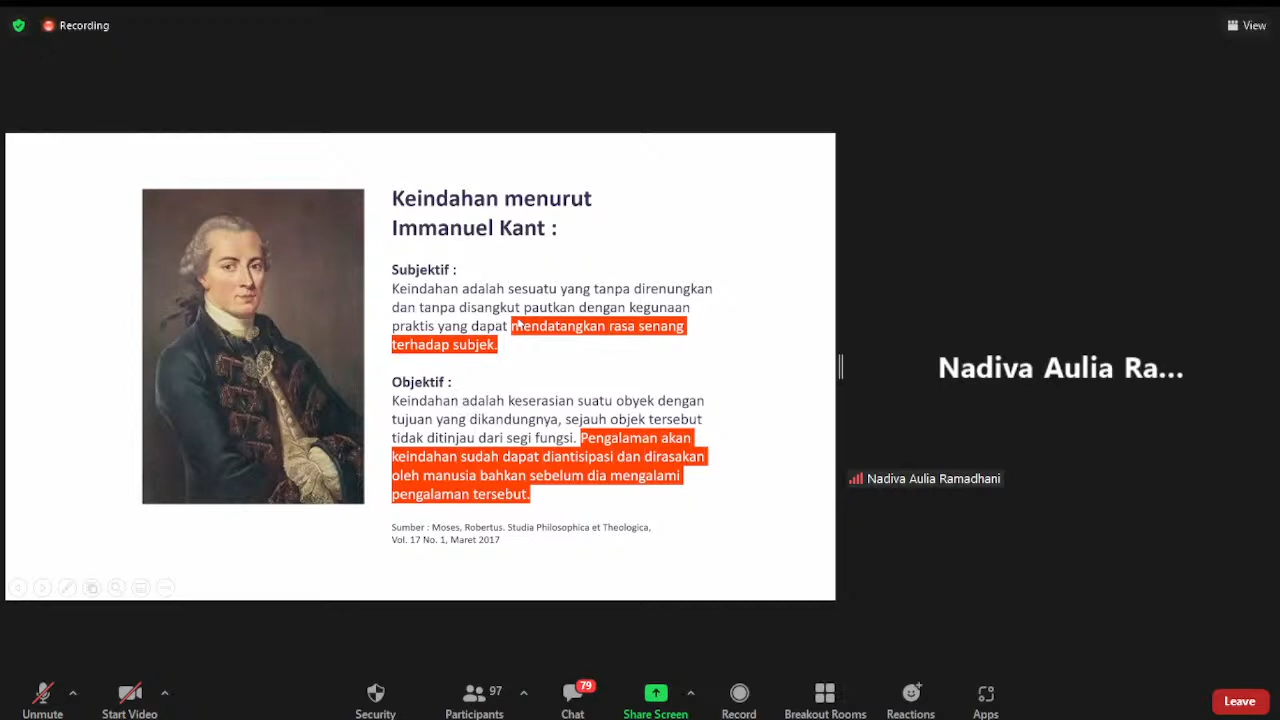 Recording
View
Keindahan menurut
Immanuel Kant :
Subjektif :
Keindahan adalah sesuatu yang tanpa direnungkan
dan tanpa disangkut pautkan dengan kegunaan
praktis yang dapat mendatangkan rasa senang
terhadap subjek.
Objektif :
Keindahan adalah keserasian suatu obyek dengan
tujuan yang dikandungnya, sejauh objek tersebut
tidak ditinjau dari segi fungsi. Pengalaman akan
keindahan sudah dapat diantisipasi dan dirasakan
oleh manusia bahkan sebelum dia mengalami
pengalaman tersebut.
Sumber : Moses, Robertus. Studia Philosophica et Theologica,
Vol. 17 No. 1, Maret 2017
Nadiva Aulia Ra...
Nadiva Aulia Ramadhani
97
79
Unmute
Start Video
Security
Participants
Chat
Share Screen
Record
Breakout Rooms
Reactions
Apps
Leave